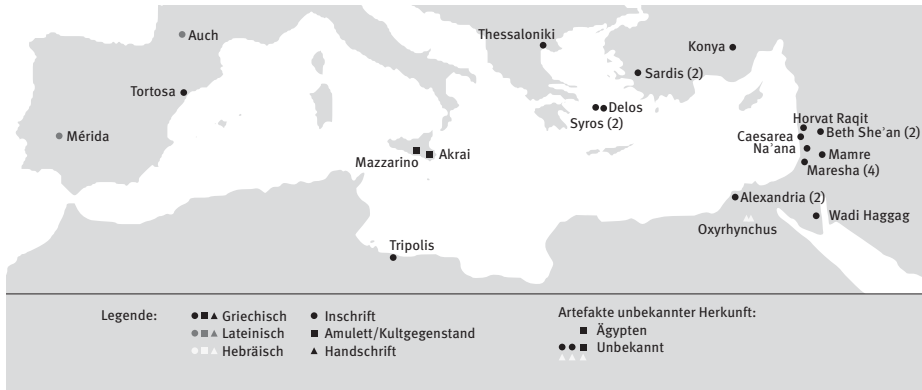 Auch
Thessaloniki
Konya
Sardis (2)
Tortosa
Delos
Syros (2)
Horvat Raqit
Beth She'an (2)
Mérida
Caesarea
Na'ana
Mazzarino
Akrai
Mamre
Maresha (4)
Alexandria (2)
Wadi Haggag
Oxyrhynchus
Tripolis
Legende:
Griechisch
Inschrift
Lateinisch
Amulett/Kultgegenstand
Hebräisch
Handschrift
Artefakte unbekannter Herkunft:
Ägypten
Unbekannt